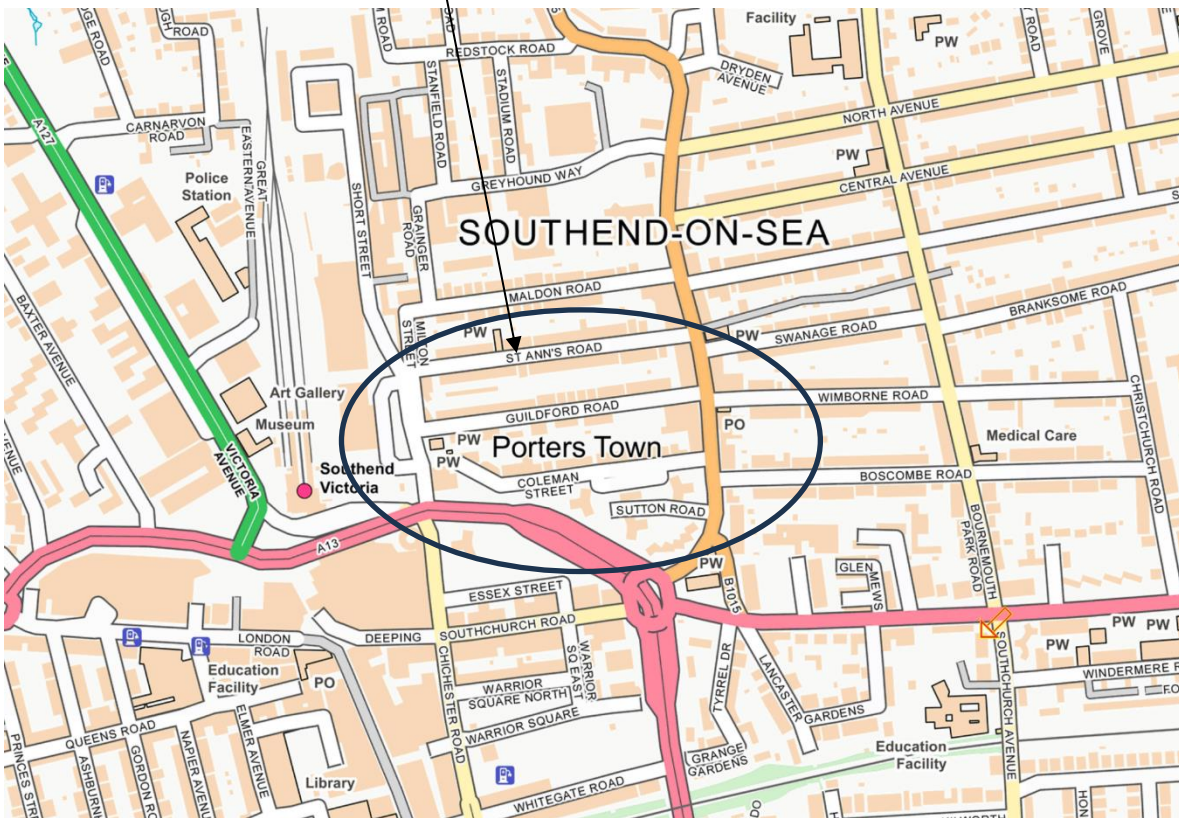 Facility
PW
GROVE
ROAD
REDSTOCK ROAD
STANFIELD ROAD
STADIUM ROAD
DRYDEN
AVENUE
A127
CARNARVON
ROAD
GREAT
EASTERN AVENUE
NORTH AVENUE
PW
CENTRAL AVENUE
Police
Station
GREYHOUND WAY
SHORT STREET
GRAINGER
ROAD
SOUTHEND-ON-SEA
BAXTER AVENUE
MALDON ROAD
MILTON
STREET
PW
ST ANN'S ROAD
PW
SWANAGE ROAD
BRANKSOME ROAD
Art Gallery
Museum
GUILDFORD ROAD
WIMBORNE ROAD
CHRISTCHURCH ROAD
VICTORIA
AVENUE
PW
PW
Porters Town
PO
Medical Care
Southend
Victoria
COLEMAN
STREET
BOSCOMBE ROAD
SUTTON ROAD
BOURNEMOUTH
PARK ROAD
A13
PW
B1015
GLEN
MEWS
ESSEX STREET
LONDON
ROAD
DEEPING
SOUTHCHURCH ROAD
PW
PW
PW
Education
Facility
PO
CHICHESTER ROAD
WARRIOR
SQ EAST
WARRIOR
SQUARE NORTH
WARRIOR SQUARE
TYRREL DR
LANCASTER
GARDENS
SOUTHCHURCH AVENUE
WINDERMERE R
QUEENS ROAD
ELMER AVENUE
NAPIER AVENUE
GORDON RO
ASHBURN
PRINCES STR
Library
GRANGE
GARDENS
Education
Facility
WHITEGATE ROAD